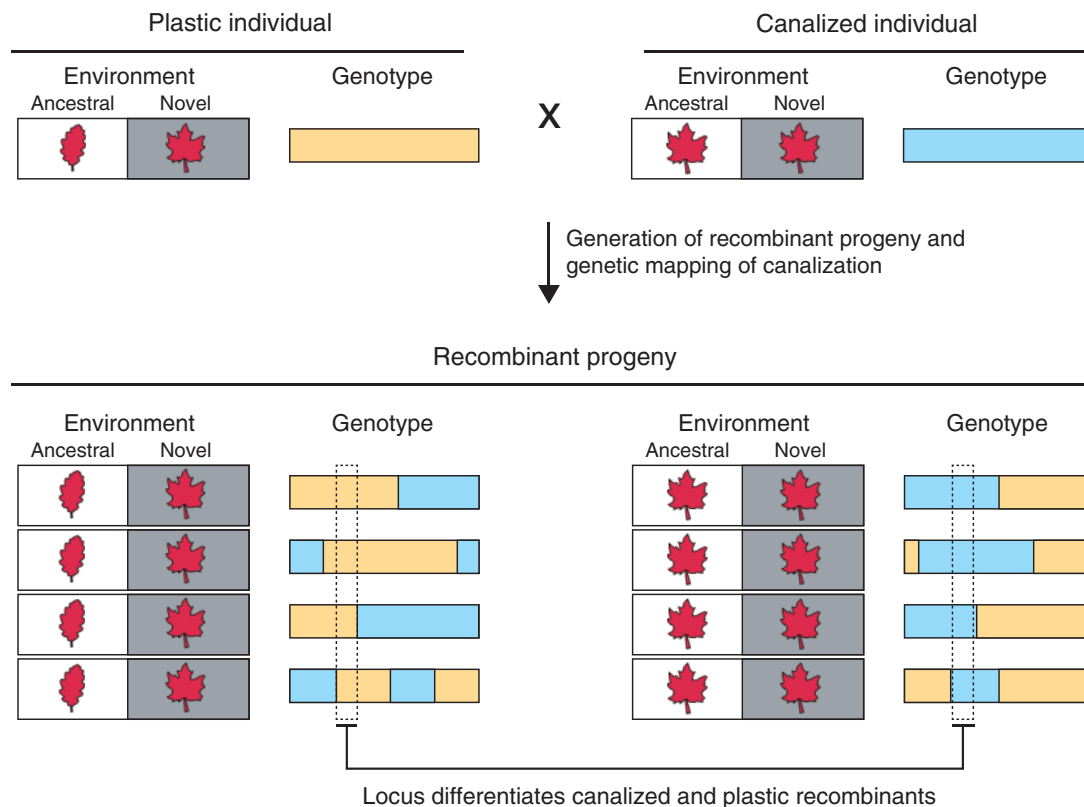 Plastic individual
Canalized individual
Environment
Genotype
Environment
Genotype
Ancestral
Novel
X
Ancestral
Novel
Generation of recombinant progeny and
genetic mapping of canalization
Recombinant progeny
Environment
Genotype
Environment
Genotype
Ancestral
Novel
Ancestral
Novel
Locus differentiates canalized and plastic recombinants